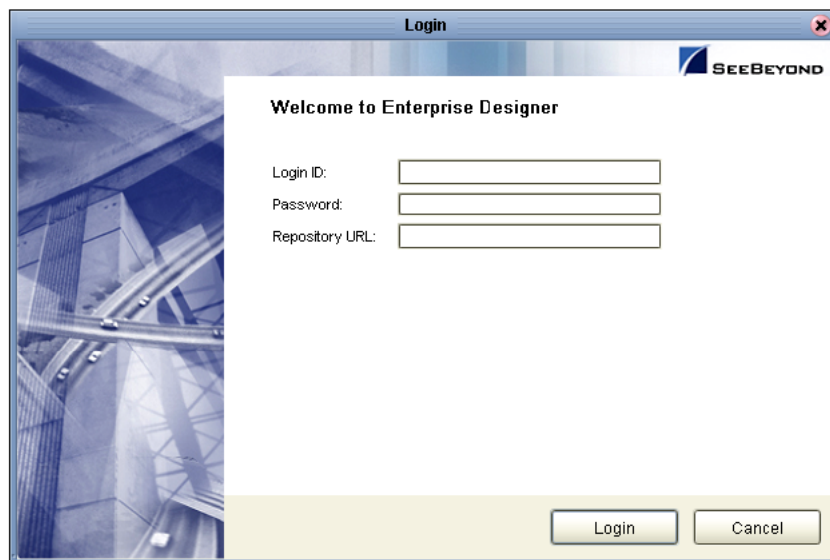 Login
SEEBEYOND
Welcome to Enterprise Designer
Login ID:
Password:
Repository URL:
Login
Cancel